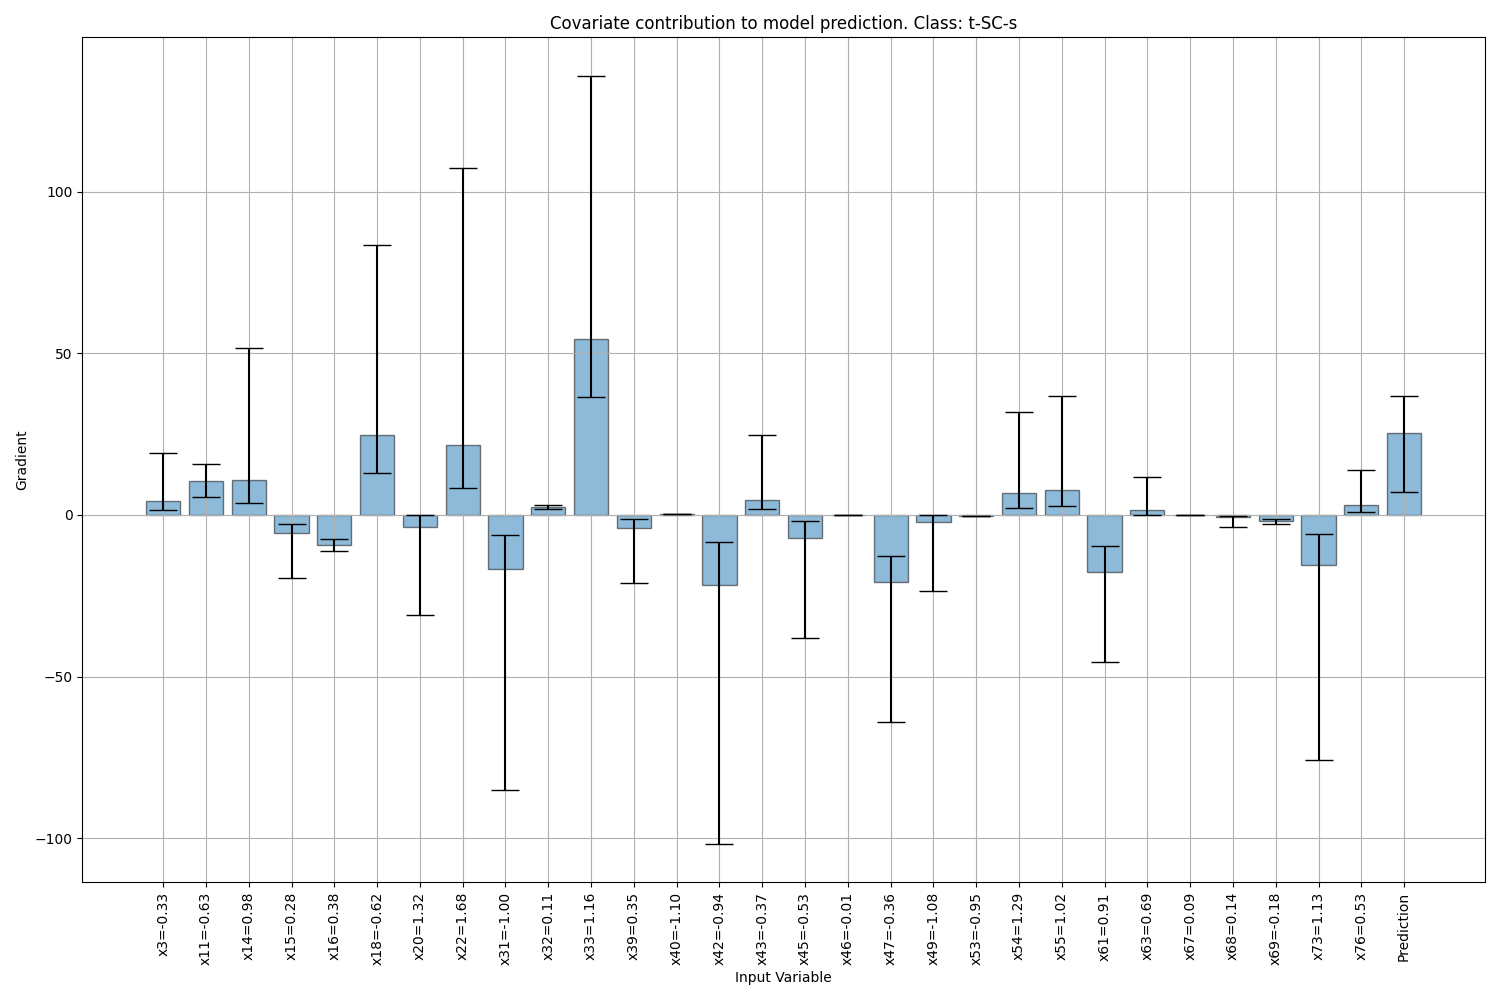 Covariate contribution to model prediction. Class: t-SC-s
Gradient
100
50
0
−50
−100
x3=-0.33
x11=-0.63
x14=0.98
x15=0.28
x16=0.38
x18=-0.62
x20=1.32
x22=1.68
x31=-1.00
x32=0.11
x33=1.16
x39=0.35
x40=-1.10
x42=-0.94
x43=-0.37
x45=-0.53
x46=-0.01
x47=-0.36
x49=-1.08
x53=-0.95
x54=1.29
x55=1.02
x61=0.91
x63=0.69
x67=0.09
x68=0.14
x69=-0.18
x73=1.13
x76=0.53
Prediction
Input Variable